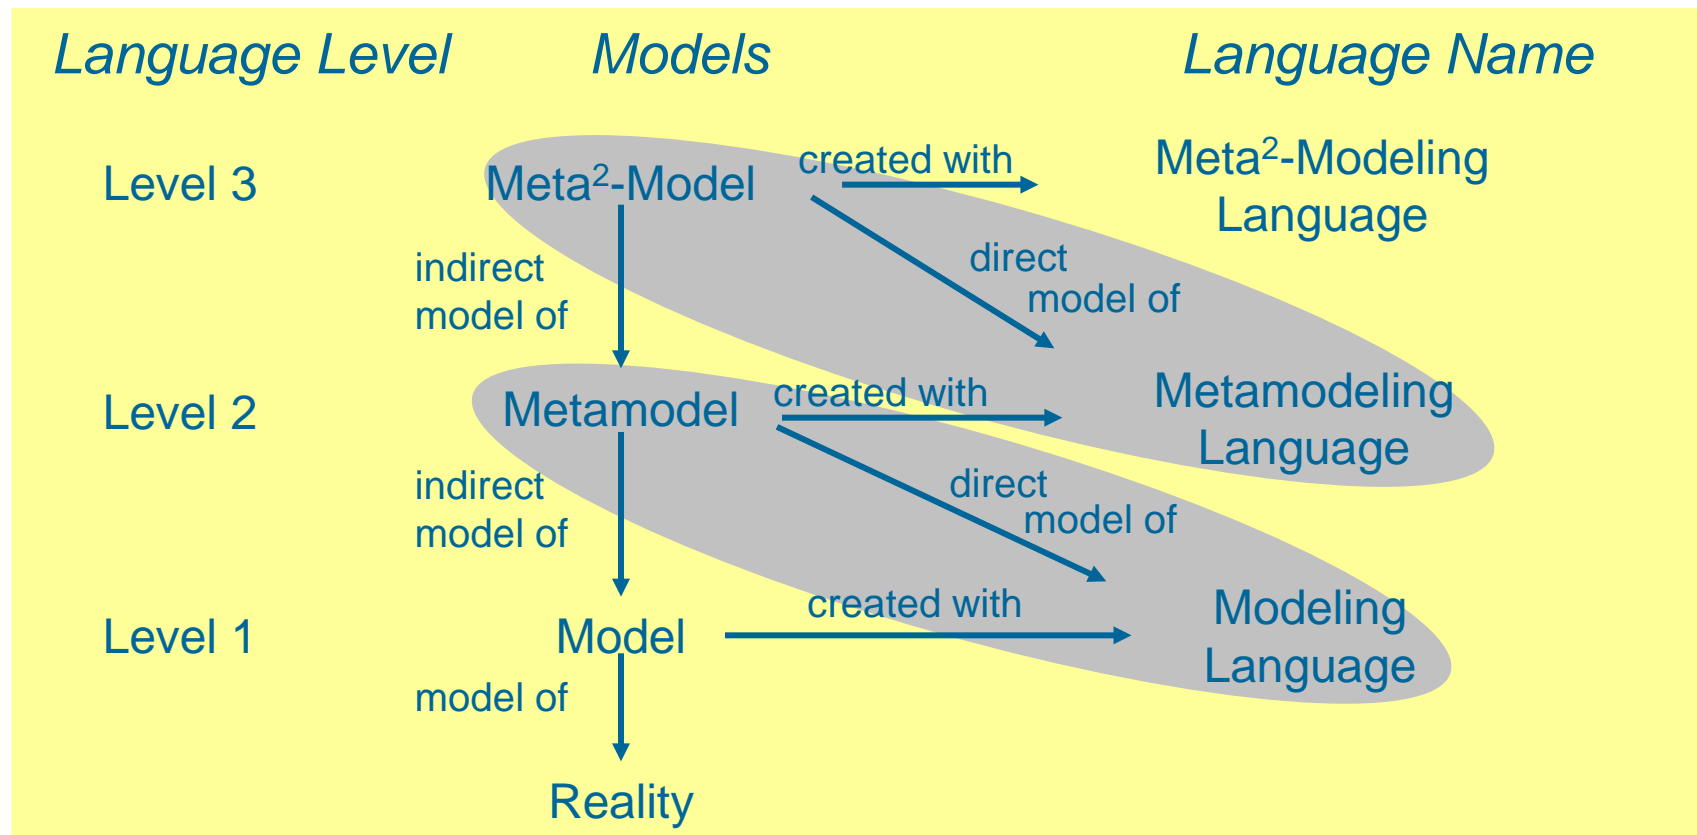 Language Level Models Language Name
Level 3 Meta²-Model created with Meta²-Modeling
Language
indirect
model of
direct
model of
Level 2 Metamodel created with Metamodeling
Language
indirect
model of
direct
model of
Level 1 Model created with Modeling
Language
model of
Reality